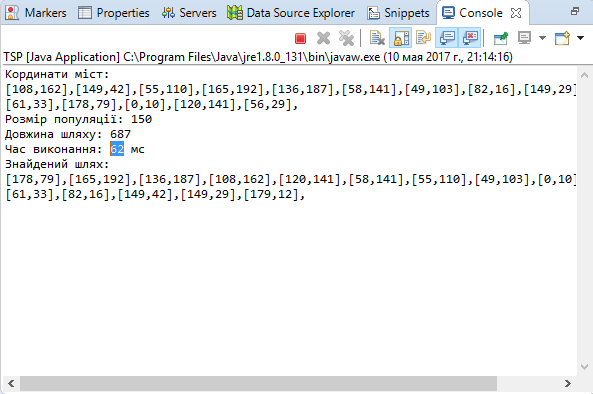 Markers Properties Servers Data Source Explorer Snippets Console
TSP [Java Application] C:\Program Files\Java\jre1.8.0_131\bin\javaw.exe (10 мая 2017 г., 21:14:16)
Кординати міст:
[108,162],[149,42],[55,110],[165,192],[136,187],[58,141],[49,103],[82,16],[149,29]
[61,33],[178,79],[0,10],[120,141],[56,29],
Розмір популяції: 150
Довжина шляху: 687
Час виконання: 62 мс
Знайдений шлях:
[178,79],[165,192],[136,187],[108,162],[120,141],[58,141],[55,110],[49,103],[0,10]
[61,33],[82,16],[149,42],[149,29],[179,12],